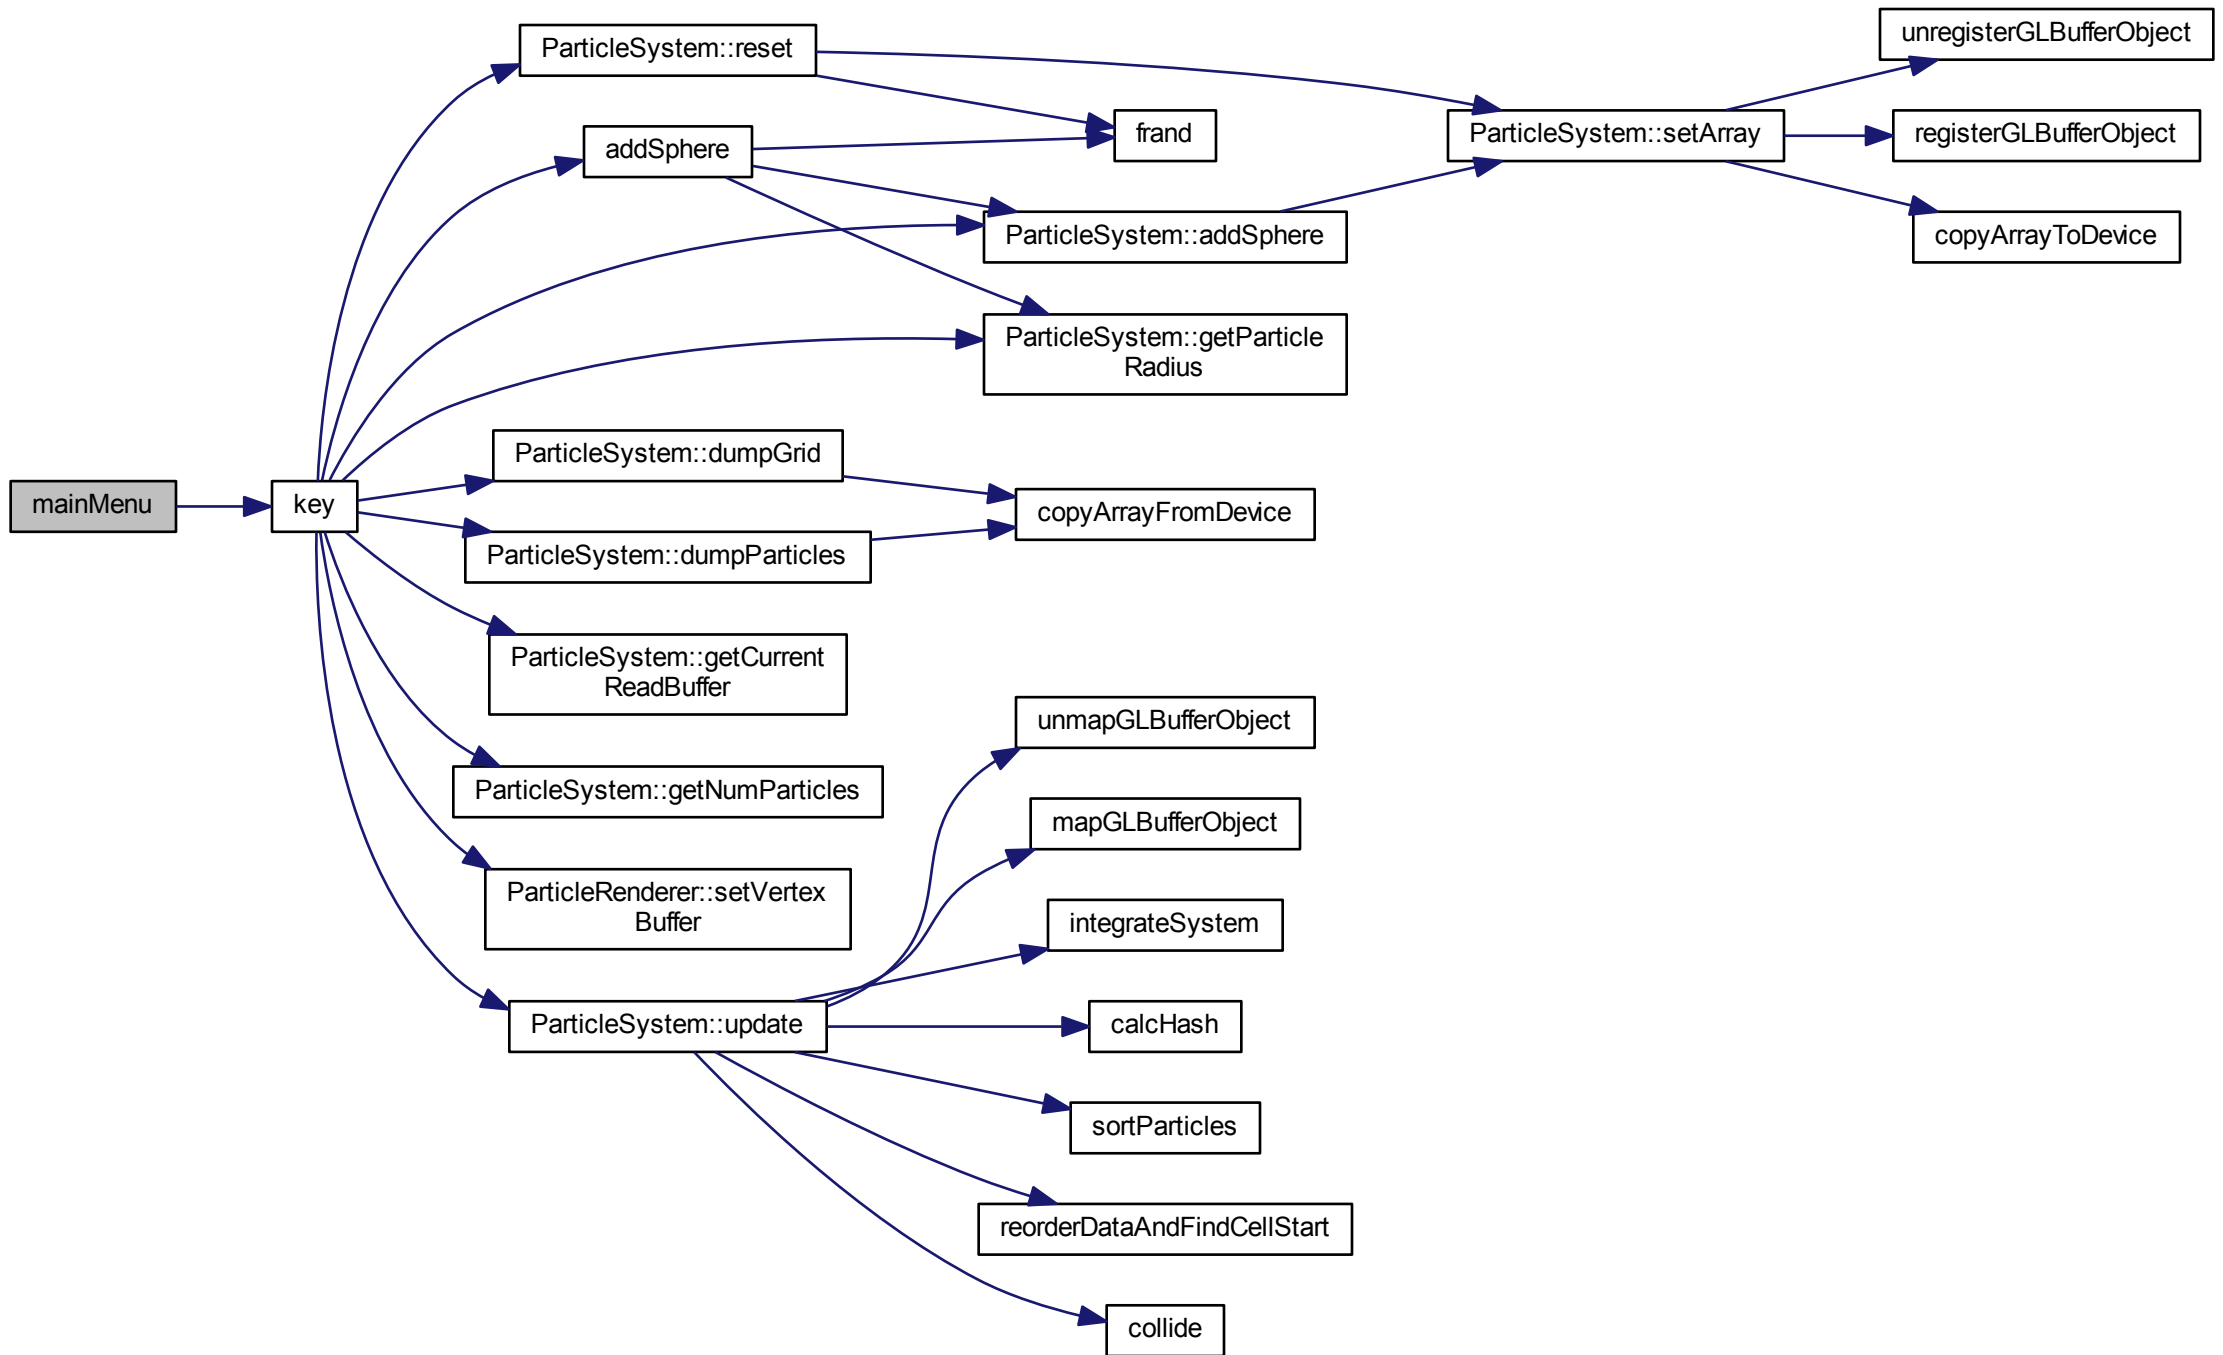 unregisterGLBufferObject
ParticleSystem::reset
frand
ParticleSystem::setArray
registerGLBufferObject
addSphere
ParticleSystem::addSphere
copyArrayToDevice
ParticleSystem::getParticle
Radius
ParticleSystem::dumpGrid
mainMenu
key
copyArrayFromDevice
ParticleSystem::dumpParticles
ParticleSystem::getCurrent
ReadBuffer
unmapGLBufferObject
ParticleSystem::getNumParticles
mapGLBufferObject
ParticleRenderer::setVertex
Buffer
integrateSystem
ParticleSystem::update
calcHash
sortParticles
reorderDataAndFindCellStart
collide